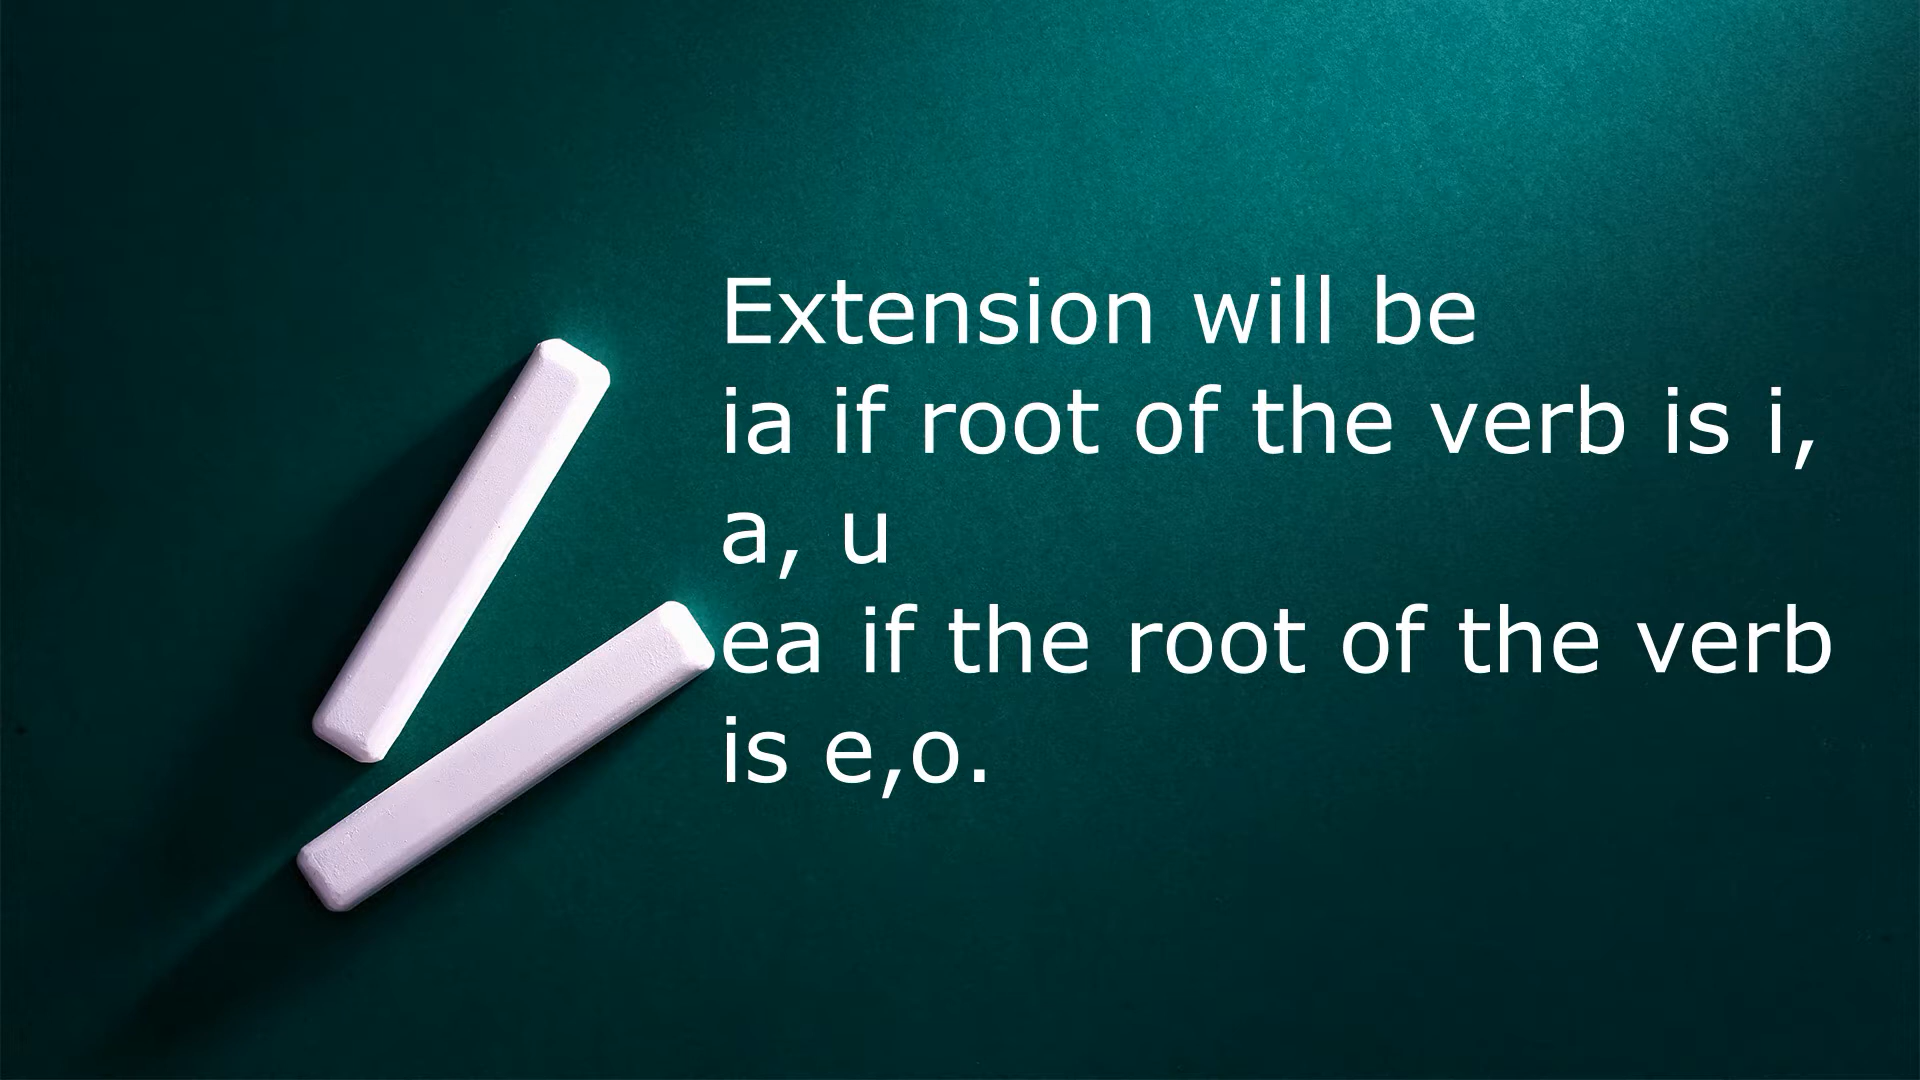 Extension will be
ia if root of the verb is i,
a, u
ea if the root of the verb
is e,o.